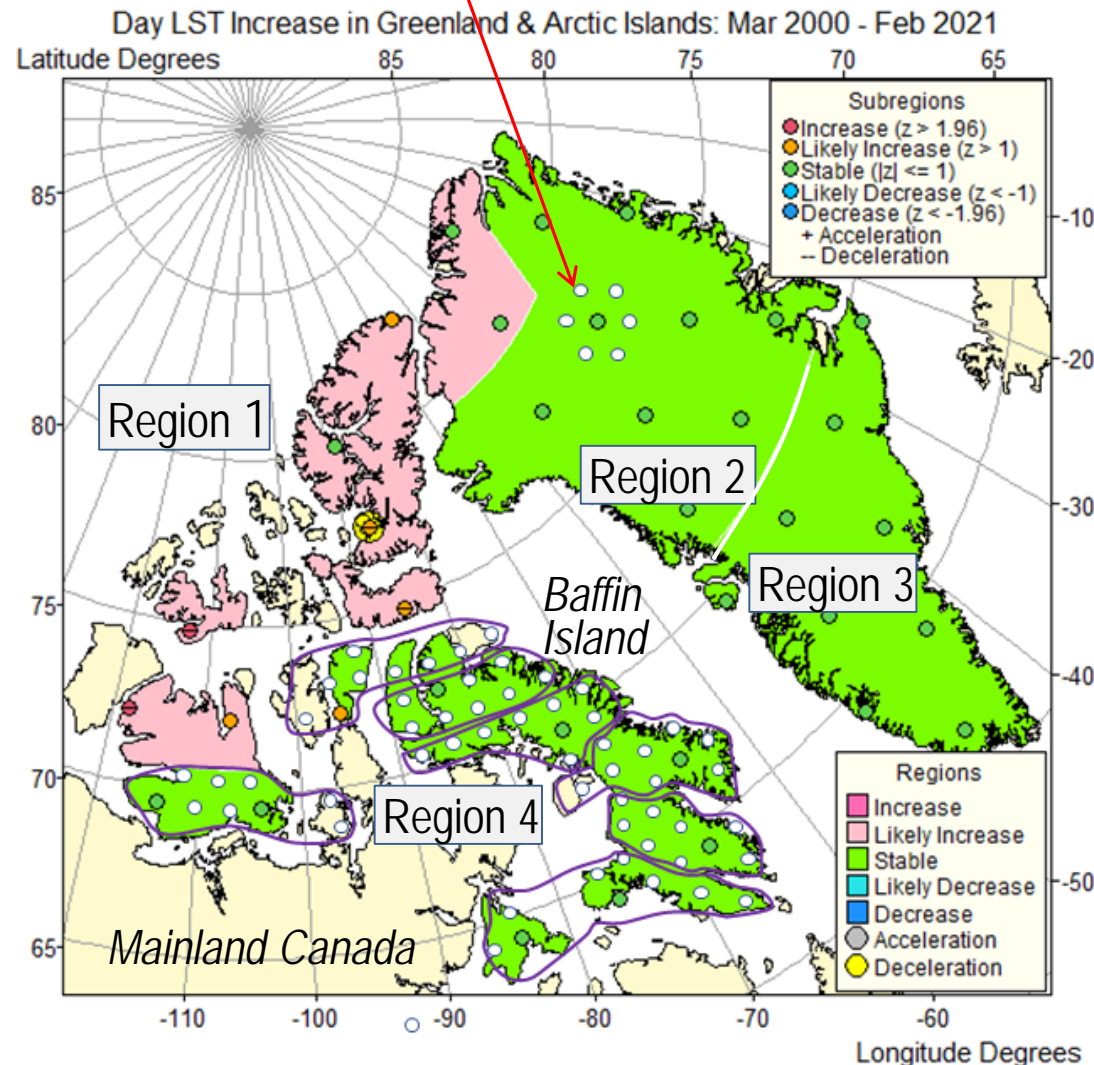 Day LST Increase in Greenland & Arctic Islands: Mar 2000 - Feb 2021
Latitude Degrees
85 80 75 70 65
Subregions
Increase (z > 1.96)
Likely Increase (z > 1)
Stable (|z| <= 1)
Likely Decrease (z < -1)
Decrease (z < -1.96)
+ Acceleration
-- Deceleration
85
-10
-20
Region 1
80
Region 2
-30
75
Baffin
Island
Region 3
-40
70
Region 4
Regions
Increase
Likely Increase
Stable
Likely Decrease
Decrease
Acceleration
Deceleration
-50
65
Mainland Canada
-110 -100 -90 -80 -70 -60
Longitude Degrees